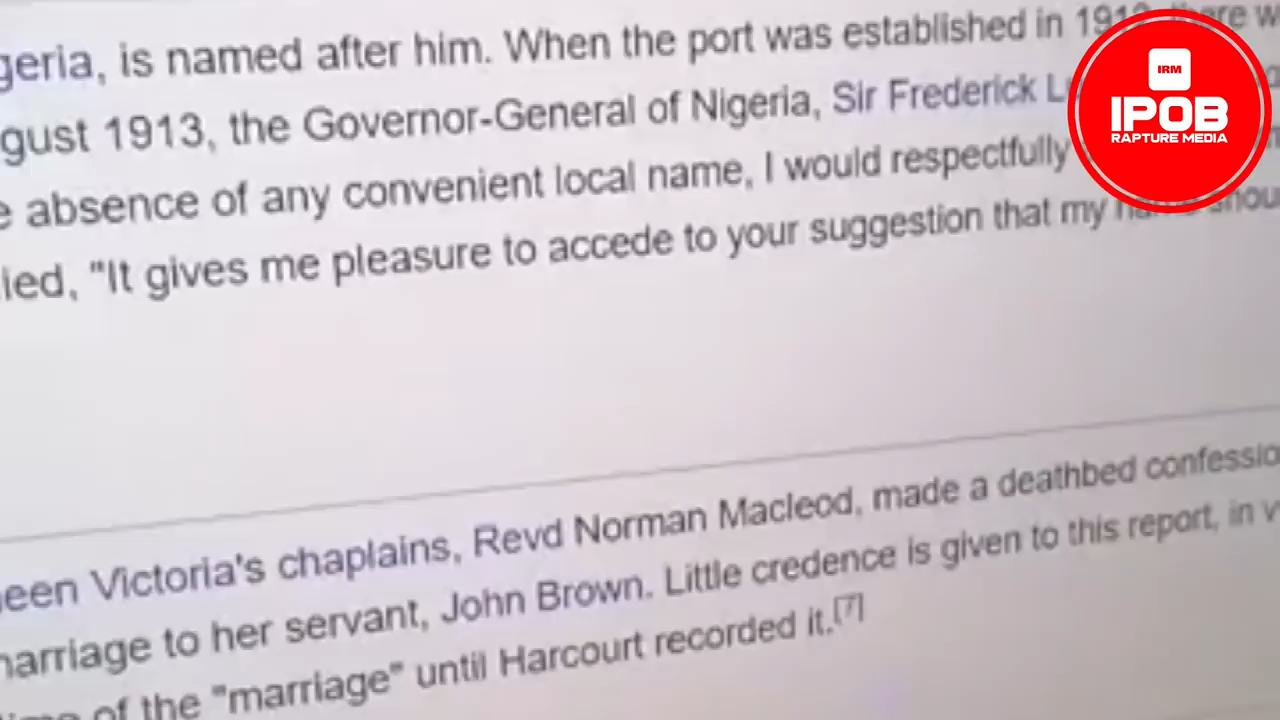 geria, is named after him. When the port was established in
gust 1913, the Governor-General of Nigeria, Sir Frederick
e absence of any convenient local name, I would respectfully
ied, "It gives me pleasure to accede to your suggestion that my
een Victoria's chaplains, Revd Norman Macleod, made a deathbed confessio
marriage to her servant, John Brown. Little credence is given to this report, in v
of the "marriage" until Harcourt recorded it.[7]
IRM
IPOB
RAPTURE MEDIA